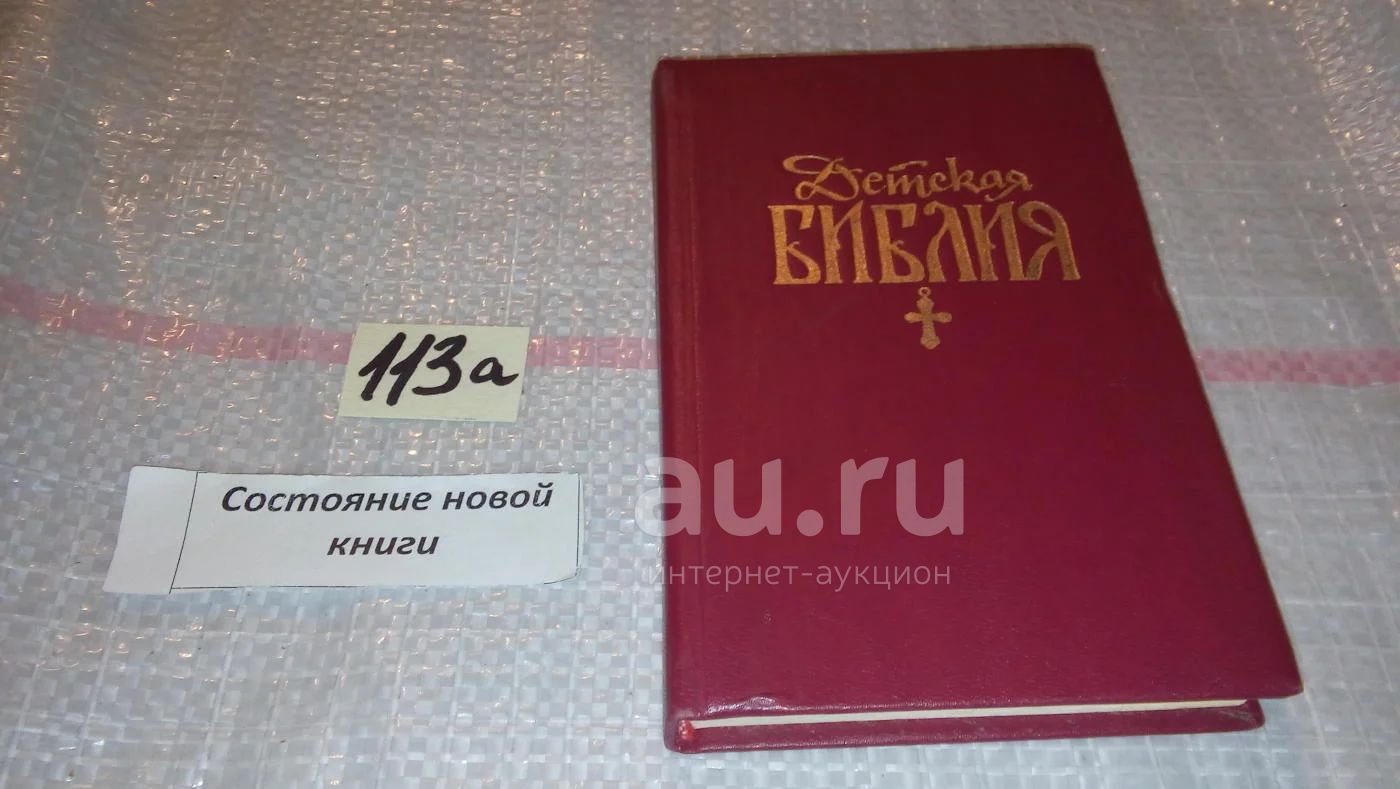 Детская
БИБЛИЯ
113а
Состояние новой
книги
au.ru
интернет-аукцион